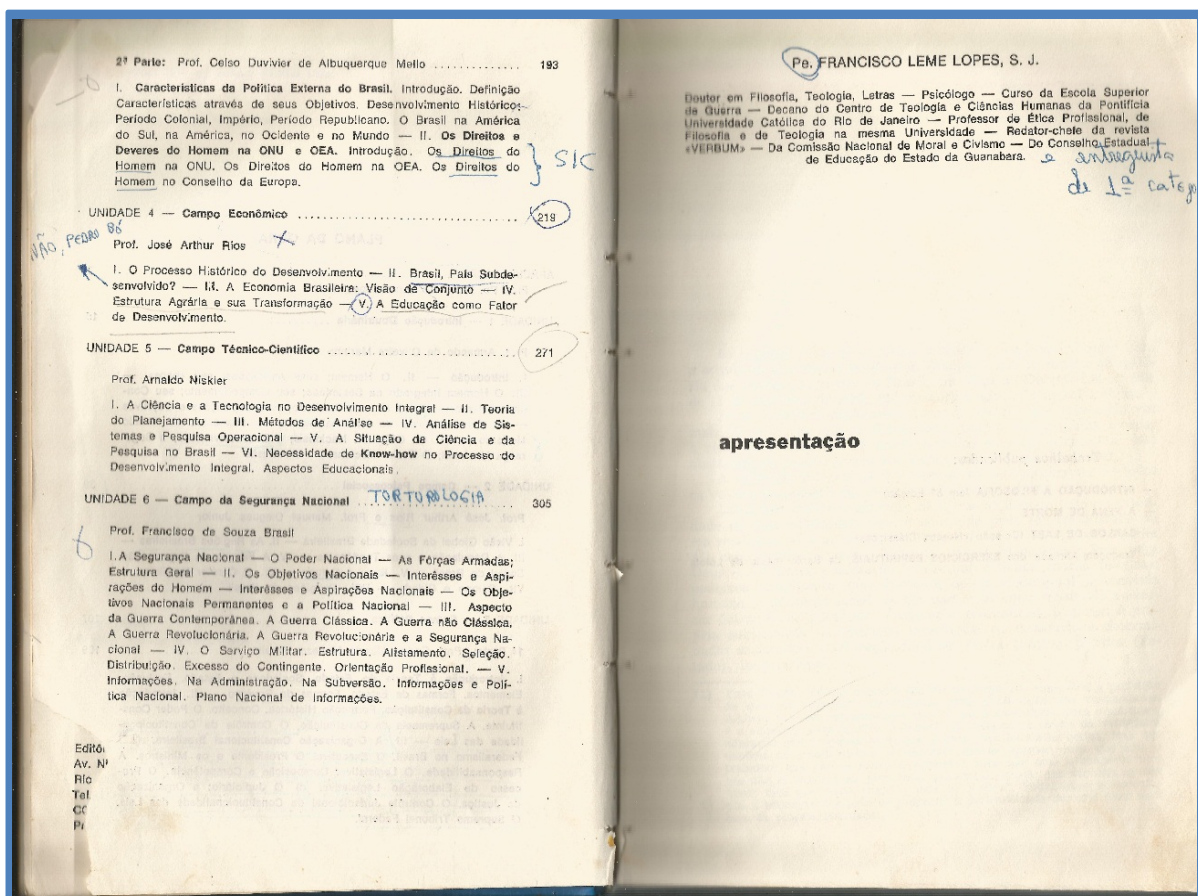 2ª Parte: Prof. Celso Duvivier de Albuquerque Mello .............. 193
I. Características da Política Externa do Brasil. Introdução. Definição
Características através de seus Objetivos. Desenvolvimento Histórico:
Período Colonial, Império, Período Republicano. O Brasil na América
do Sul, na América, no Ocidente e no Mundo — II. Os Direitos e
Deveres do Homem na ONU e OEA. Introdução. Os Direitos do
Homem na ONU. Os Direitos do Homem na OEA. Os Direitos do
Homem no Conselho da Europa.
SIC
UNIDADE 4 — Campo Econômico .............................. 219
NÃO, PEDRO BÓ
Prof. José Arthur Rios
I. O Processo Histórico do Desenvolvimento — II. Brasil, País Subde-
senvolvido? — III. A Economia Brasileira: Visão de Conjunto — IV.
Estrutura Agrária e sua Transformação — V. A Educação como Fator
de Desenvolvimento.
UNIDADE 5 — Campo Técnico-Científico .............................. 271
Prof. Arnaldo Niskier
I. A Ciência e a Tecnologia no Desenvolvimento Integral — II. Teoria
do Planejamento — III. Métodos de Análise — IV. Análise de Sis-
temas e Pesquisa Operacional — V. A Situação da Ciência e da
Pesquisa no Brasil — VI. Necessidade de Know-how no Processo do
Desenvolvimento Integral. Aspectos Educacionais.
UNIDADE 6 — Campo da Segurança Nacional TORTUROLOGIA 305
Prof. Francisco de Souza Brasil
I. A Segurança Nacional — O Poder Nacional — As Fôrças Armadas;
Estrutura Geral — II. Os Objetivos Nacionais — Interêsses e Aspi-
rações do Homem — Interêsses e Aspirações Nacionais — Os Obje-
tivos Nacionais Permanentes e a Política Nacional — III. Aspecto
da Guerra Contemporânea. A Guerra Clássica. A Guerra não Clássica.
A Guerra Revolucionária. A Guerra Revolucionária e a Segurança Na-
cional — IV. O Serviço Militar. Estrutura. Alistamento. Seleção.
Distribuição. Excesso do Contingente. Orientação Profissional. — V.
Informações. Na Administração. Na Subversão. Informações e Polí-
tica Nacional. Plano Nacional de Informações.
Editô
Av. N
Rio
Tel
Pe. FRANCISCO LEME LOPES, S. J.
Doutor em Filosofia, Teologia, Letras — Psicólogo — Curso da Escola Superior
de Guerra — Decano do Centro de Teologia e Ciências Humanas da Pontifícia
Universidade Católica do Rio de Janeiro — Professor de Ética Profissional, de
Filosofia e de Teologia na mesma Universidade — Redator-chefe da revista
«VERBUM» — Da Comissão Nacional de Moral e Civismo — Do Conselho Estadual
de Educação do Estado da Guanabara. e entreguista
de 1ª categ
apresentação